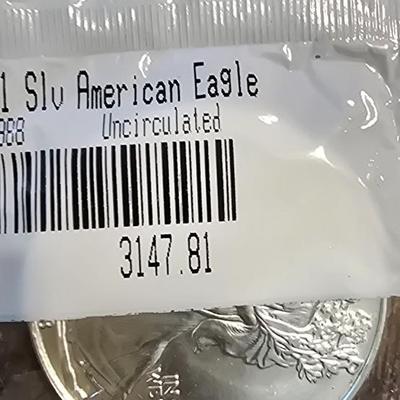 1 Slv American Eagle
988 Uncirculated
3147.81